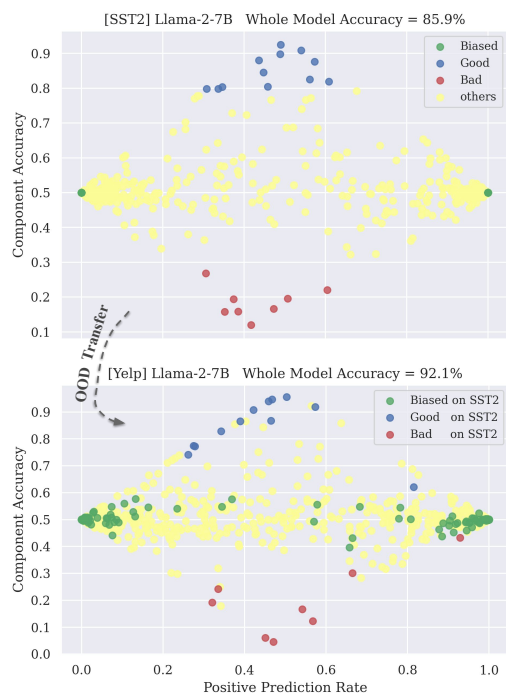 [SST2] Llama-2-7B   Whole Model Accuracy = 85.9%
Component Accuracy
0.9
0.8
0.7
0.6
0.5
0.4
0.3
0.2
0.1
Biased
Good
Bad
others
OOD Transfer
[Yelp] Llama-2-7B   Whole Model Accuracy = 92.1%
Component Accuracy
0.9
0.8
0.7
0.6
0.5
0.4
0.3
0.2
0.1
0.0
Biased on SST2
Good on SST2
Bad on SST2
0.0 0.2 0.4 0.6 0.8 1.0
Positive Prediction Rate